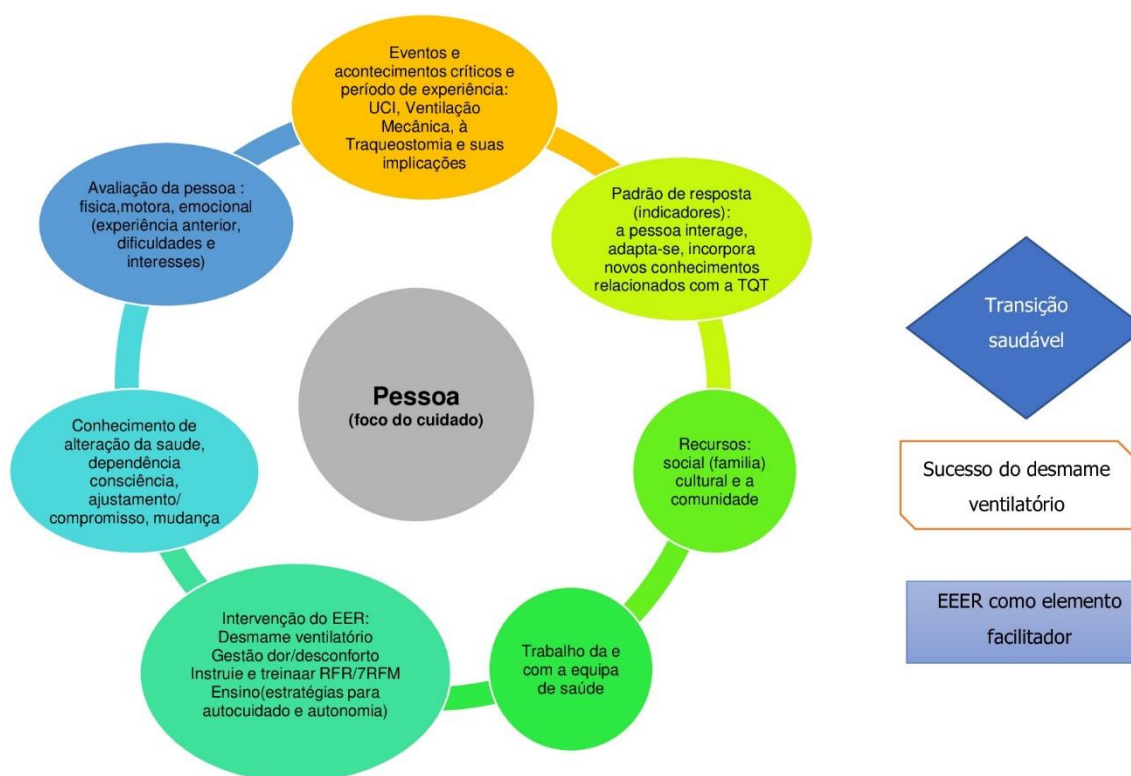 Eventos e
acontecimentos críticos e
período de experiência:
UCI, Ventilação
Mecânica, à
Traqueostomia e suas
implicações
Padrão de resposta
(indicadores):
a pessoa interage,
adapta-se, incorpora
novos conhecimentos
relacionados com a TQT
Recursos:
social (familia)
cultural e a
comunidade
Trabalho da e
com a equipa
de saúde
Intervenção do EER:
Desmame ventilatório
Gestão dor/desconforto
Instruie e treinaar RFR/7RFM
Ensino(estratégias para
autocuidado e autonomia)
Conhecimento de
alteração da saude,
dependência
consciência,
ajustamento/
compromisso, mudança
Avaliação da pessoa :
fisica,motora, emocional
(experiência anterior,
dificuldades e
interesses)
Pessoa
(foco do cuidado)
Transição
saudável
Sucesso do desmame
ventilatório
EEER como elemento
facilitador